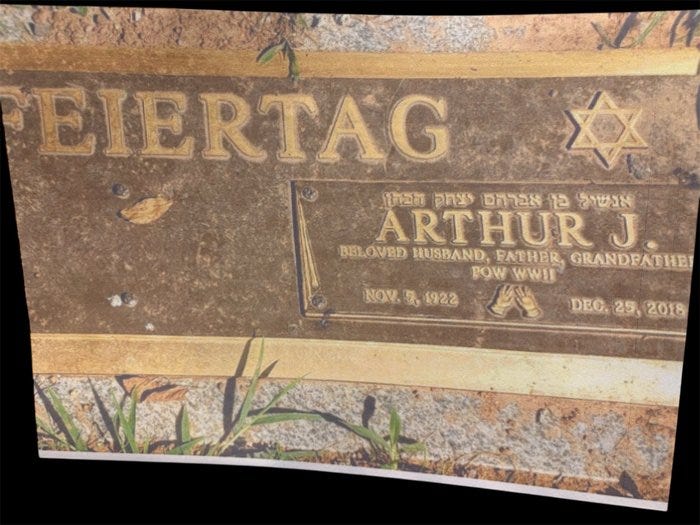 FEIERTAG
אנשיל בן אברהם יצחק הכהן
ARTHUR J.
BELOVED HUSBAND, FATHER, GRANDFATHER
POW WWII
NOV. 5, 1922 DEC. 25, 2018